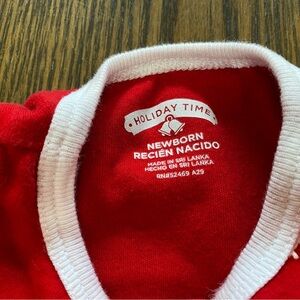 HOLIDAY TIME
NEWBORN
RECIÉN NACIDO
MADE IN SRI LANKA
HECHO EN SRI LANKA
RN#52469 A29